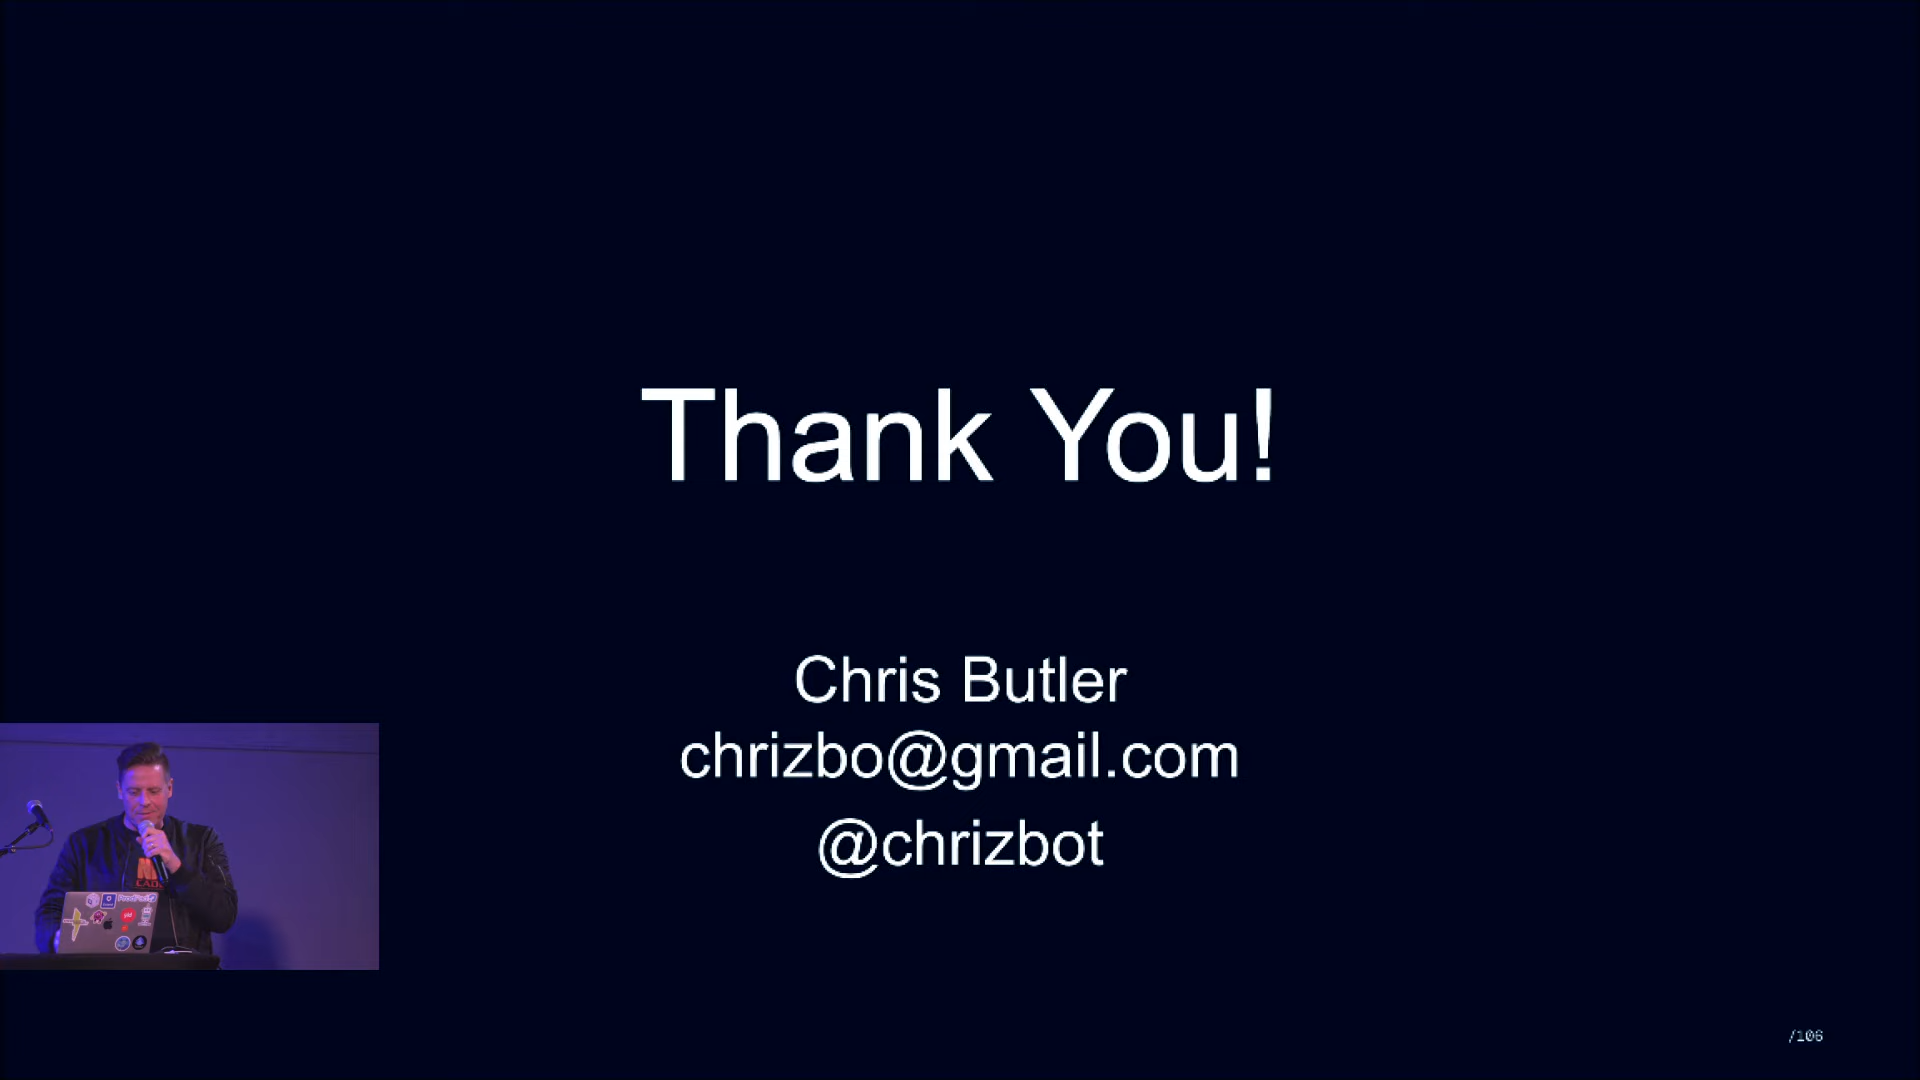 Thank You!
Chris Butler
chrizbo@gmail.com
@chrizbot
/106